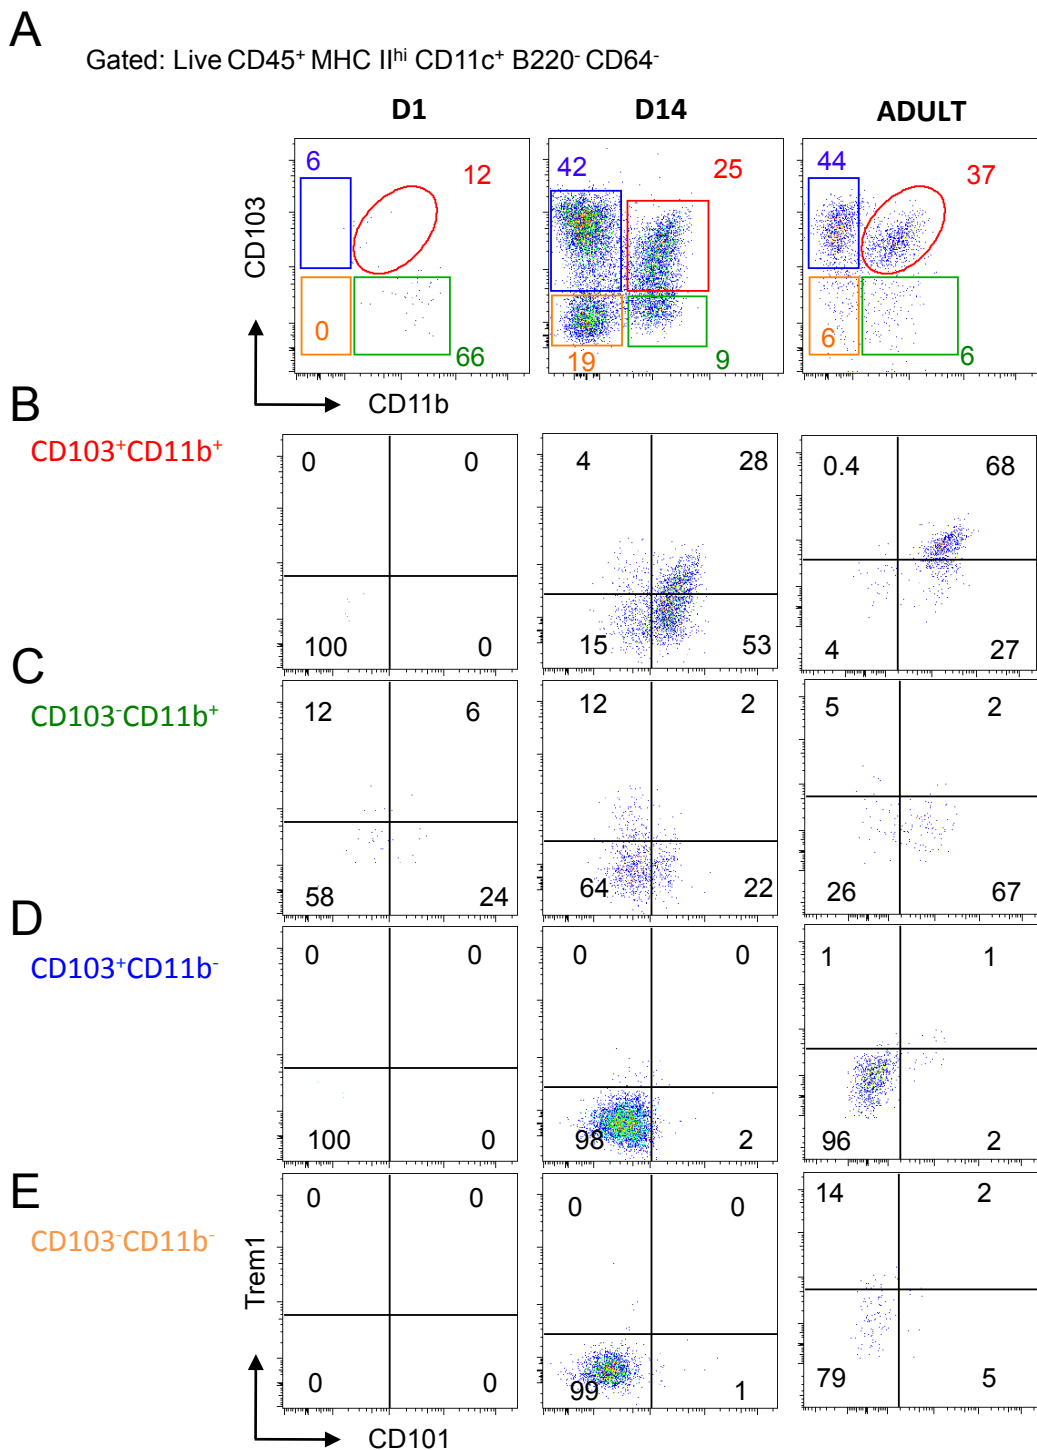 A
Gated: Live CD45⁺ MHC IIʰⁱ CD11c⁺ B220⁻ CD64⁻
D1 D14 ADULT
6 12 42 25 44 37
CD103
0 66 19 9 6 6
CD11b
B
CD103⁺CD11b⁺
0 0 4 28 0.4 68
100 0 15 53 4 27
C
CD103⁻CD11b⁺
12 6 12 2 5 2
58 24 64 22 26 67
D
CD103⁺CD11b⁻
0 0 0 0 1 1
100 0 98 2 96 2
E
CD103⁻CD11b⁻
0 0 0 0 14 2
Trem1
0 0 99 1 79 5
CD101